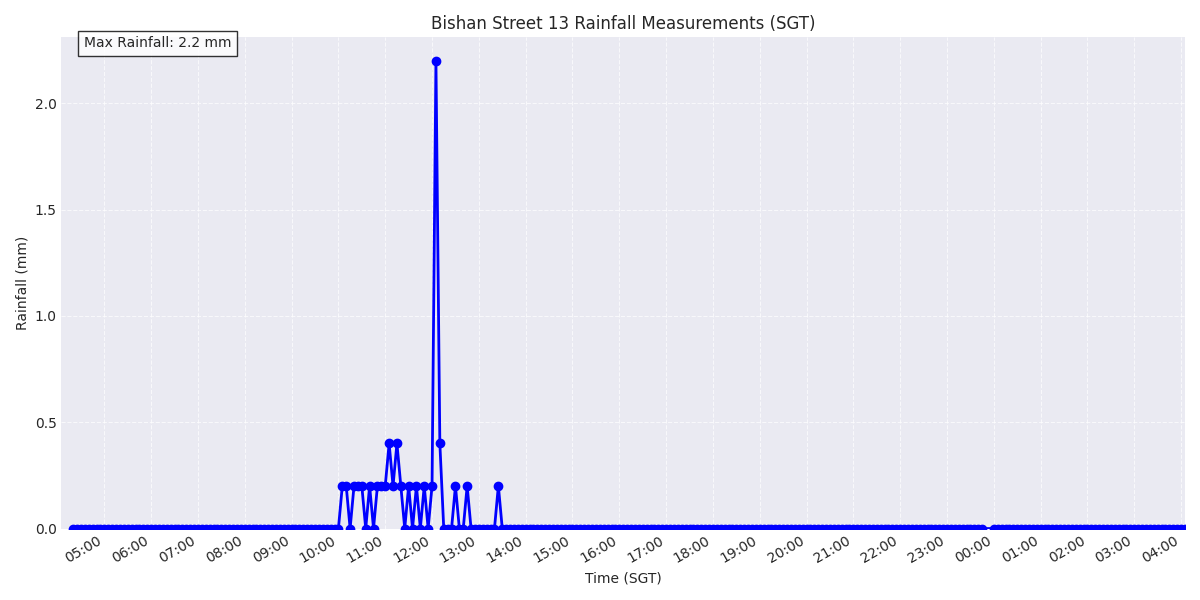 Bishan Street 13 Rainfall Measurements (SGT)
Max Rainfall: 2.2 mm
Rainfall (mm)
2.0
1.5
1.0
0.5
0.0
05:00 06:00 07:00 08:00 09:00 10:00 11:00 12:00 13:00 14:00 15:00 16:00 17:00 18:00 19:00 20:00 21:00 22:00 23:00 00:00 01:00 02:00 03:00 04:00
Time (SGT)